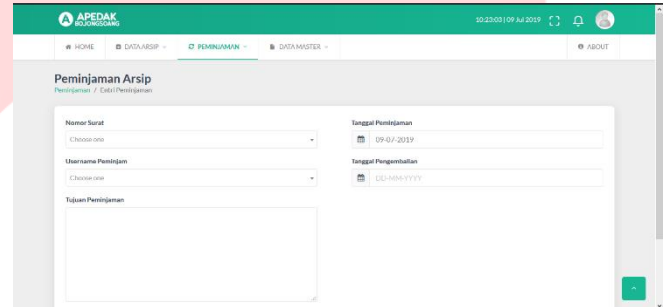 APEDAK
BOJONGSOANG
10:23:03 | 09 Jul 2019
HOME
DATA ARSIP
PEMINJAMAN
DATA MASTER
ABOUT
Peminjaman Arsip
Peminjaman / Entri Peminjaman
Nomor Surat
Choose one
Tanggal Peminjaman
09-07-2019
Username Peminjam
Choose one
Tanggal Pengembalian
DD-MM-YYYY
Tujuan Peminjaman